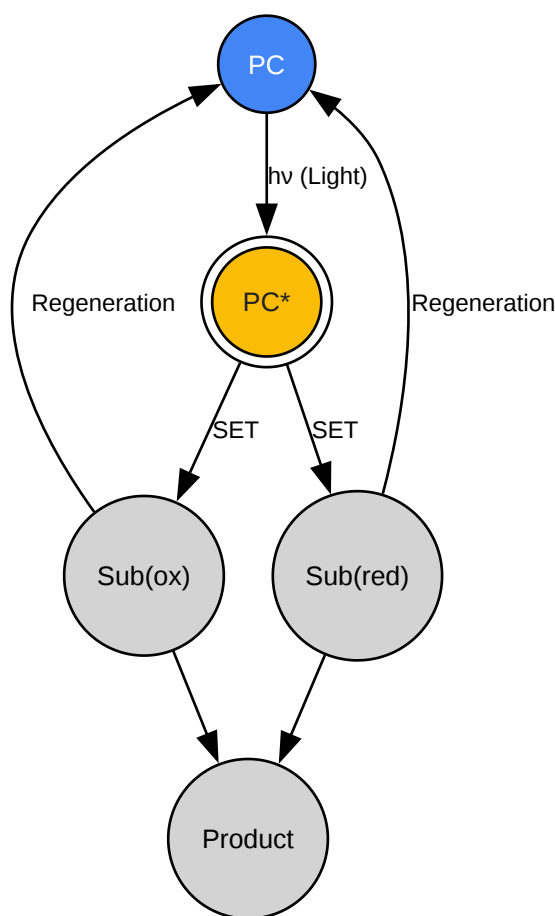 PC
hν (Light)
Regeneration
PC*
Regeneration
SET
SET
Sub(ox)
Sub(red)
Product